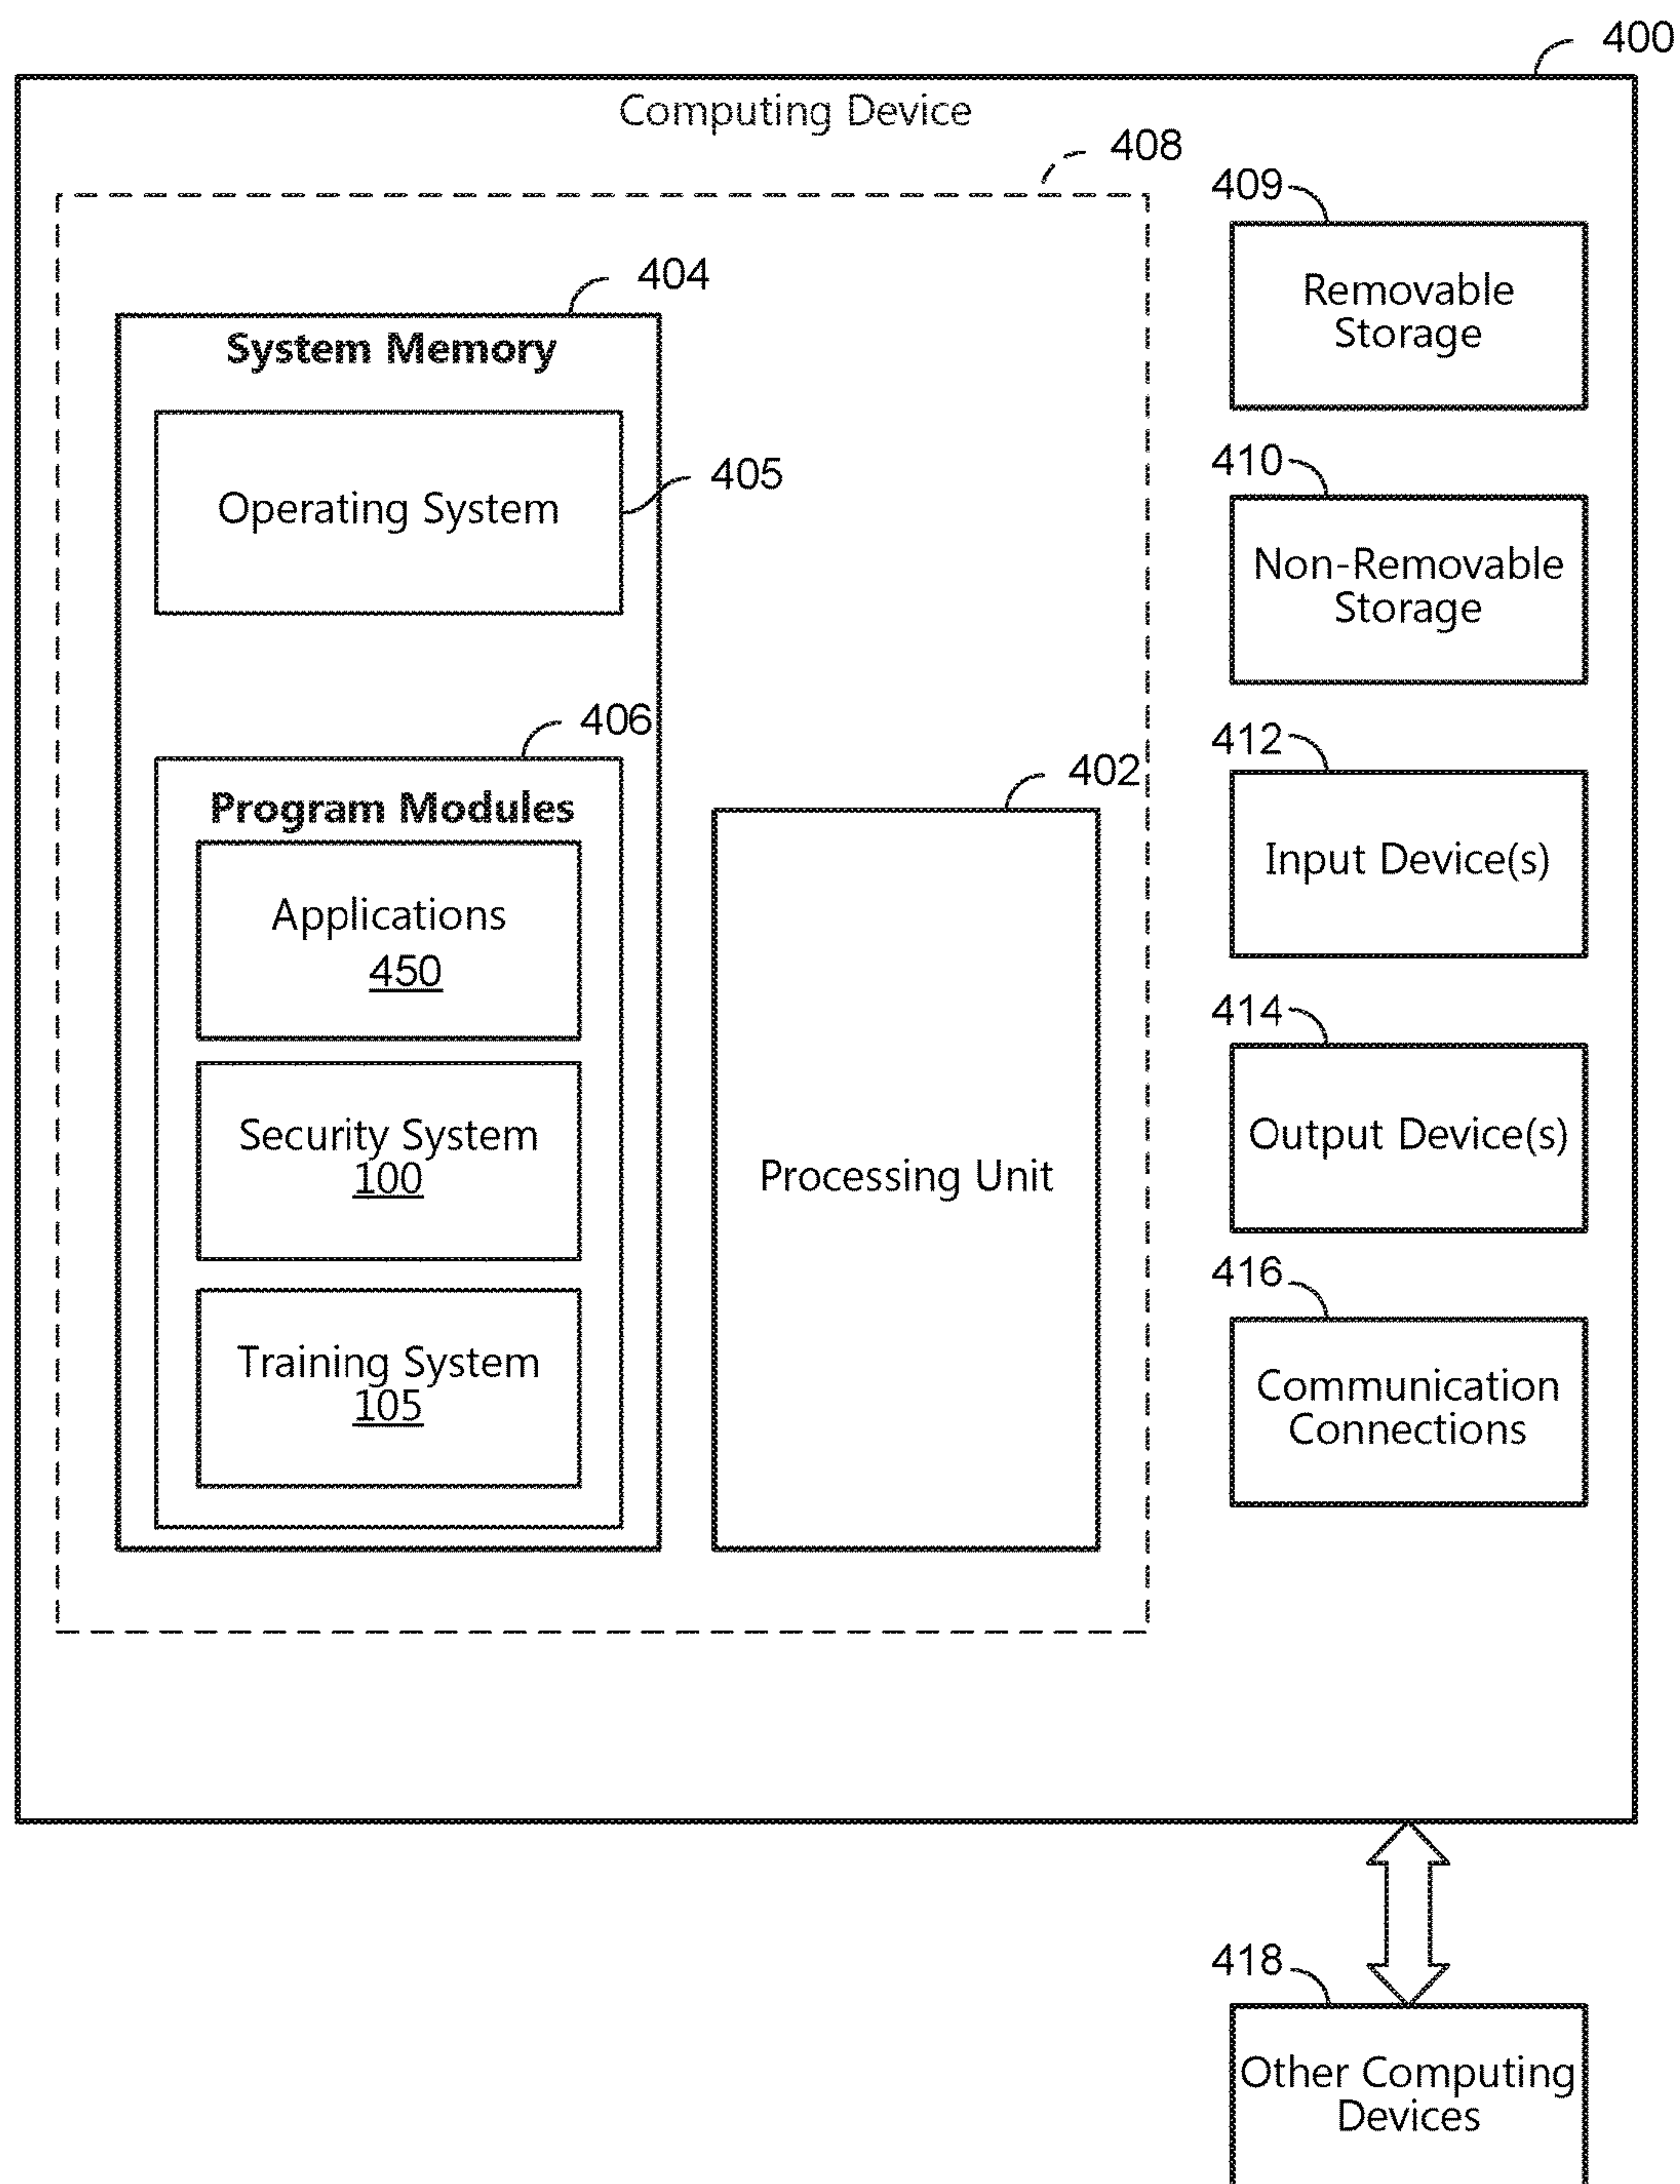 400
Computing Device
408
409
Removable
Storage
404
System Memory
Operating System
405
410
Non-Removable
Storage
406
Program Modules
Applications
450
Security System
100
Training System
105
402
Processing Unit
412
Input Device(s)
414
Output Device(s)
416
Communication
Connections
418
Other Computing
Devices